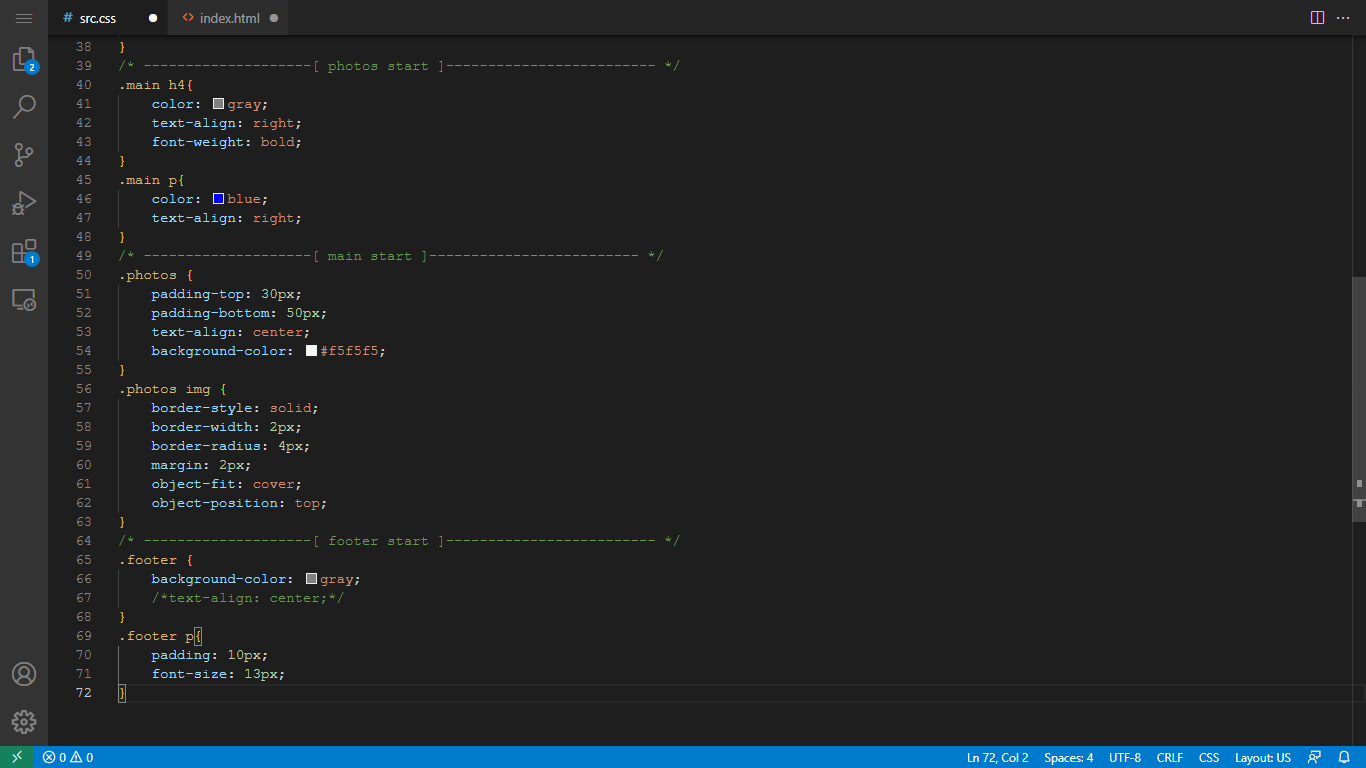 # src.css ● <> index.html ●
2
1
38 }
39 /* --------------------[ photos start ]------------------------- */
40 .main h4{
41     color: gray;
42     text-align: right;
43     font-weight: bold;
44 }
45 .main p{
46     color: blue;
47     text-align: right;
48 }
49 /* --------------------[ main start ]------------------------- */
50 .photos {
51     padding-top: 30px;
52     padding-bottom: 50px;
53     text-align: center;
54     background-color: #f5f5f5;
55 }
56 .photos img {
57     border-style: solid;
58     border-width: 2px;
59     border-radius: 4px;
60     margin: 2px;
61     object-fit: cover;
62     object-position: top;
63 }
64 /* --------------------[ footer start ]------------------------- */
65 .footer {
66     background-color: gray;
67     /*text-align: center;*/
68 }
69 .footer p{
70     padding: 10px;
71     font-size: 13px;
72 }
0 0 Ln 72, Col 2 Spaces: 4 UTF-8 CRLF CSS Layout: US